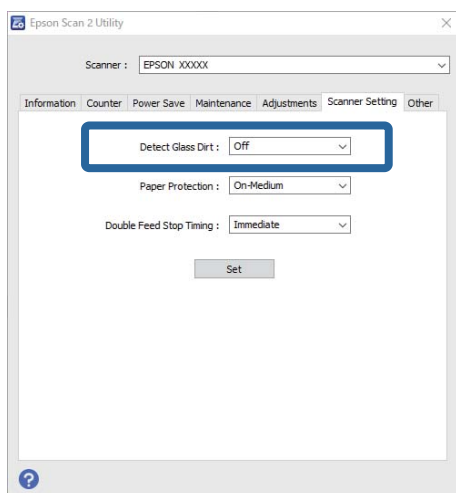 Epson Scan 2 Utility
Scanner : EPSON XXXXX
Information Counter Power Save Maintenance Adjustments Scanner Setting Other
Detect Glass Dirt : Off
Paper Protection : On-Medium
Double Feed Stop Timing : Immediate
Set
?